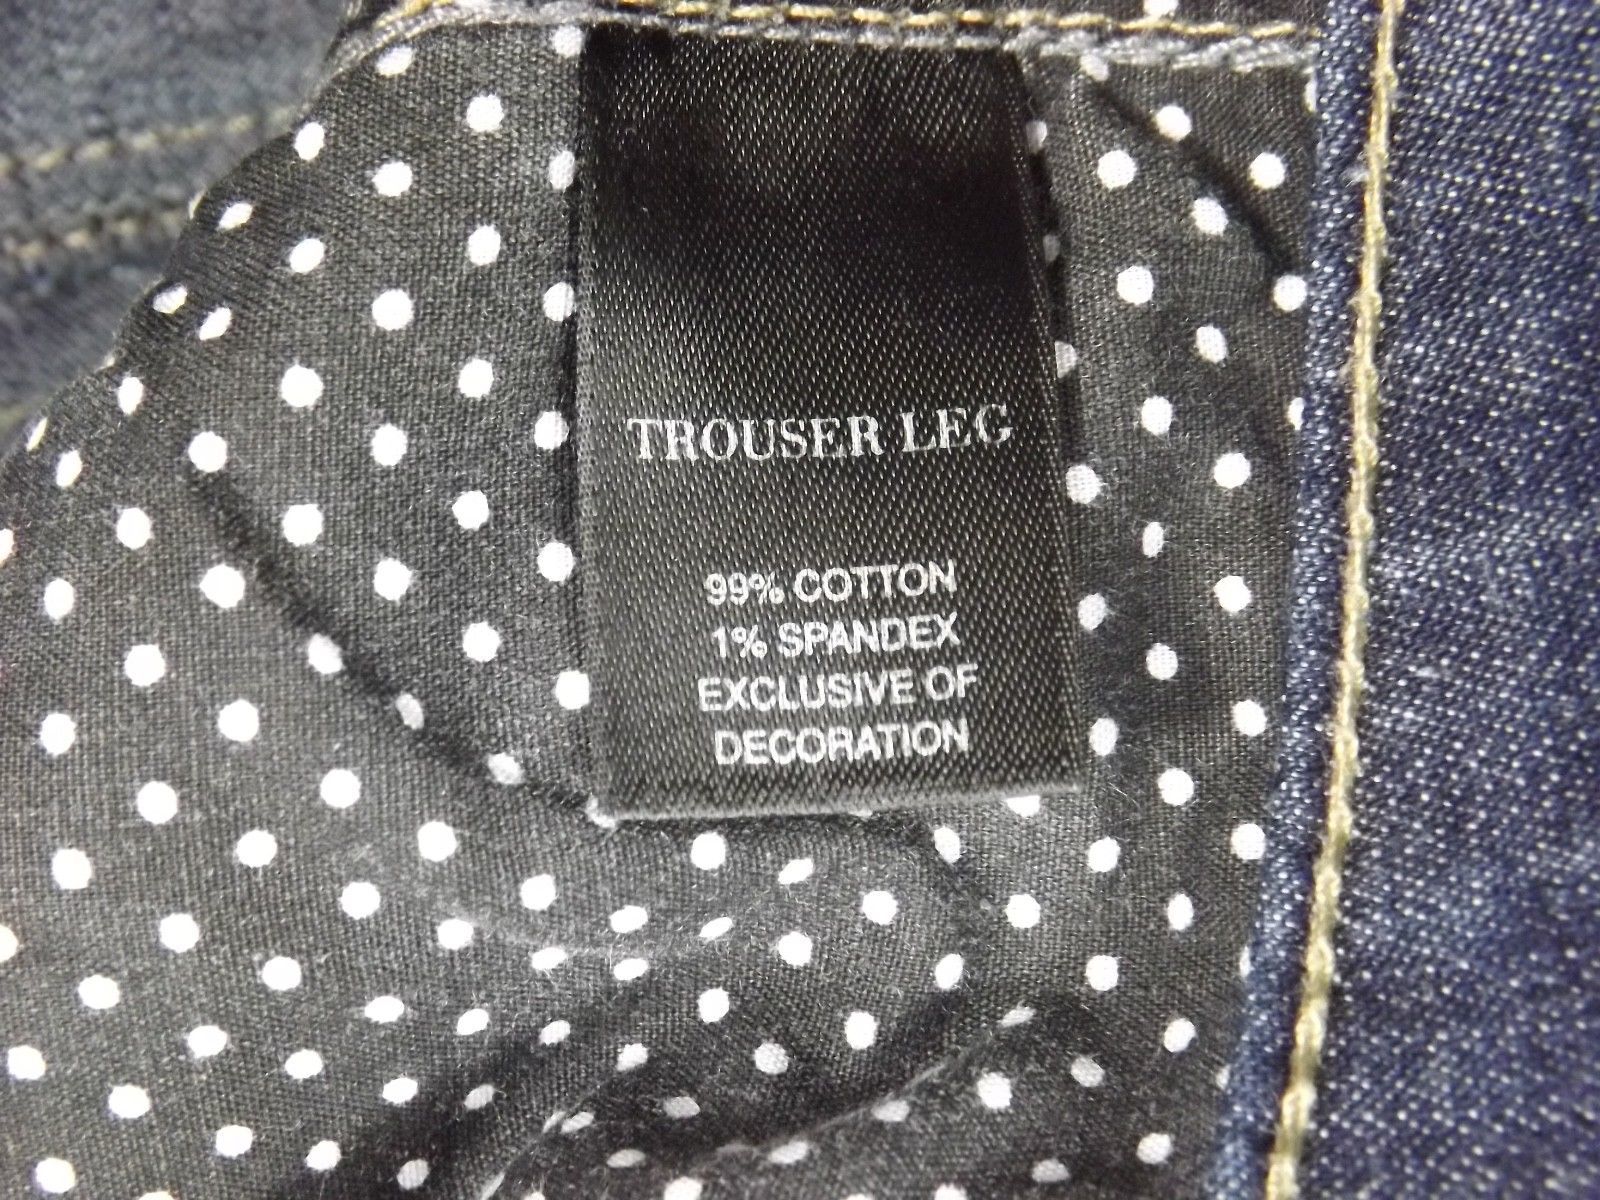 TROUSER LEG
99% COTTON
1% SPANDEX
EXCLUSIVE OF
DECORATION